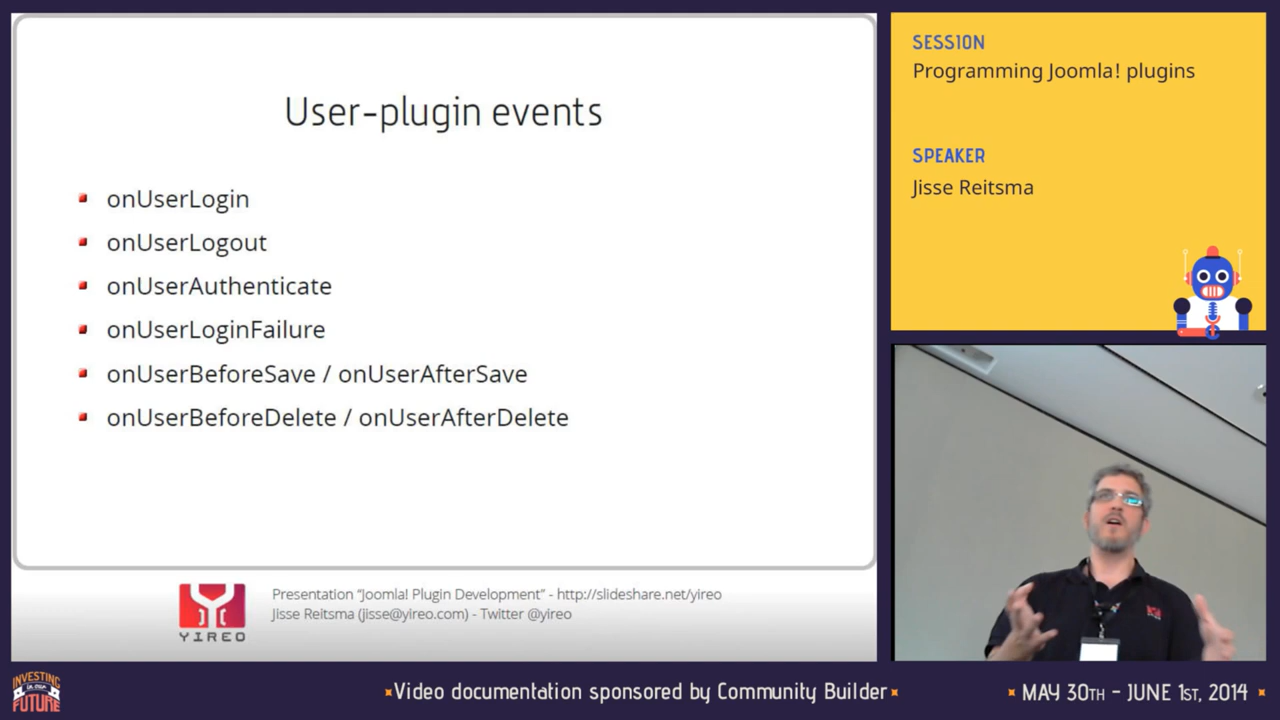 User-plugin events
onUserLogin
onUserLogout
onUserAuthenticate
onUserLoginFailure
onUserBeforeSave / onUserAfterSave
onUserBeforeDelete / onUserAfterDelete
YIREO
Presentation “Joomla! Plugin Development” - http://slideshare.net/yireo
Jisse Reitsma (jisse@yireo.com) - Twitter @yireo
SESSION
Programming Joomla! plugins
SPEAKER
Jisse Reitsma
INVESTING
IN OUR
FUTURE
Video documentation sponsored by Community Builder
MAY 30TH - JUNE 1ST, 2014